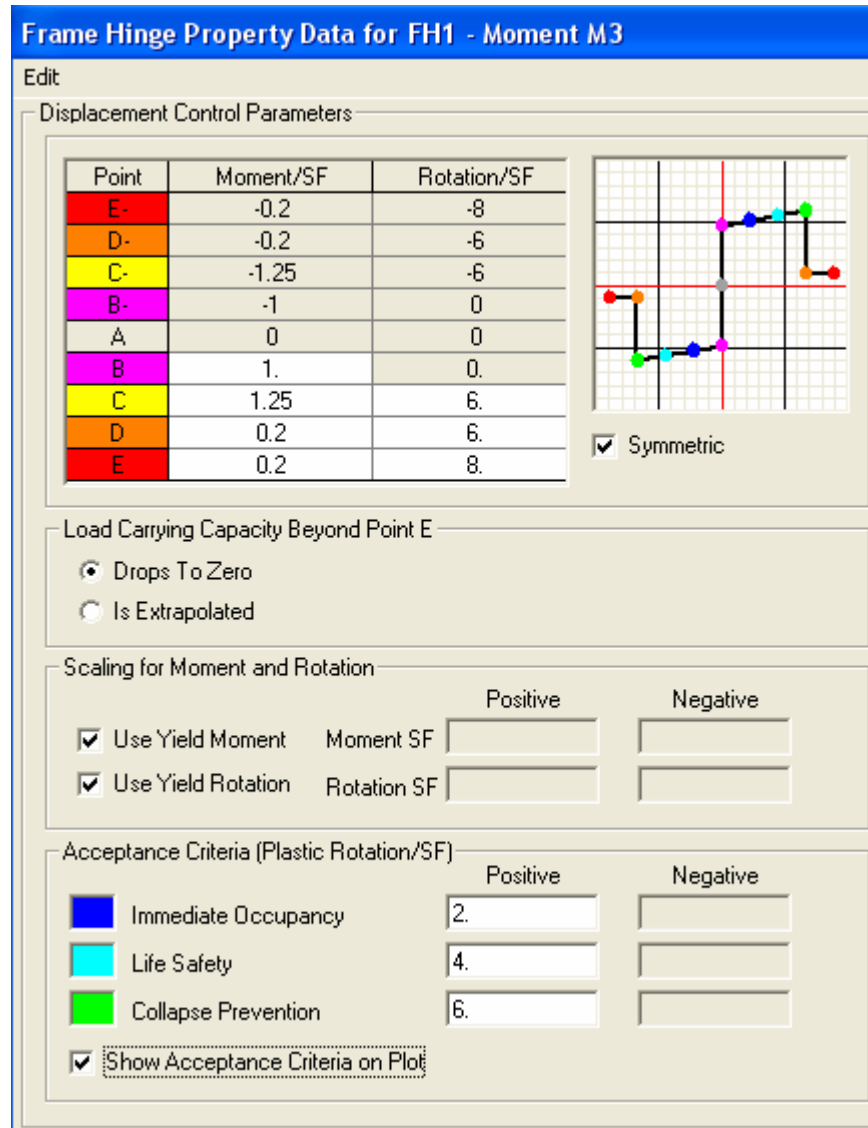 Frame Hinge Property Data for FH1 - Moment M3
Edit
Displacement Control Parameters
Point Moment/SF Rotation/SF
E- -0.2 -8
D- -0.2 -6
C- -1.25 -6
B- -1 0
A 0 0
B 1. 0.
C 1.25 6.
D 0.2 6.
E 0.2 8.
Symmetric
Load Carrying Capacity Beyond Point E
Drops To Zero
Is Extrapolated
Scaling for Moment and Rotation
Positive Negative
Use Yield Moment Moment SF
Use Yield Rotation Rotation SF
Acceptance Criteria (Plastic Rotation/SF)
Positive Negative
Immediate Occupancy 2.
Life Safety 4.
Collapse Prevention 6.
Show Acceptance Criteria on Plot